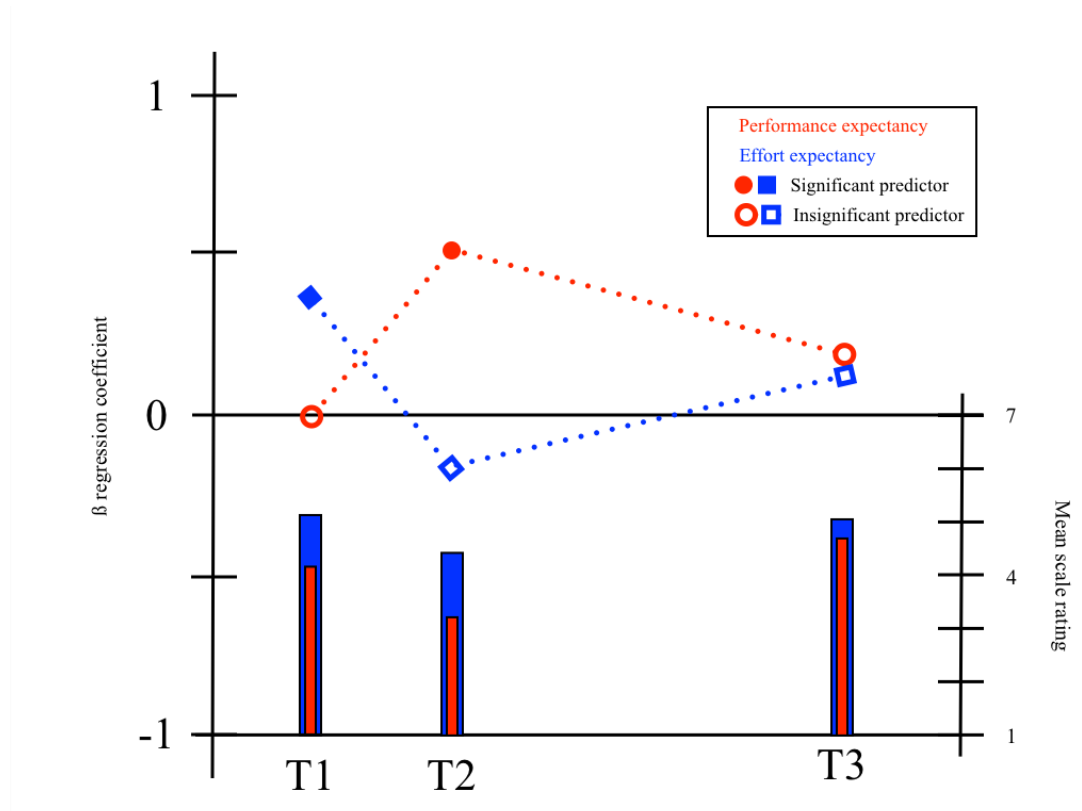 1
Performance expectancy
Effort expectancy
Significant predictor
Insignificant predictor
ß regression coefficient
0
7
Mean scale rating
4
-1
1
T1
T2
T3